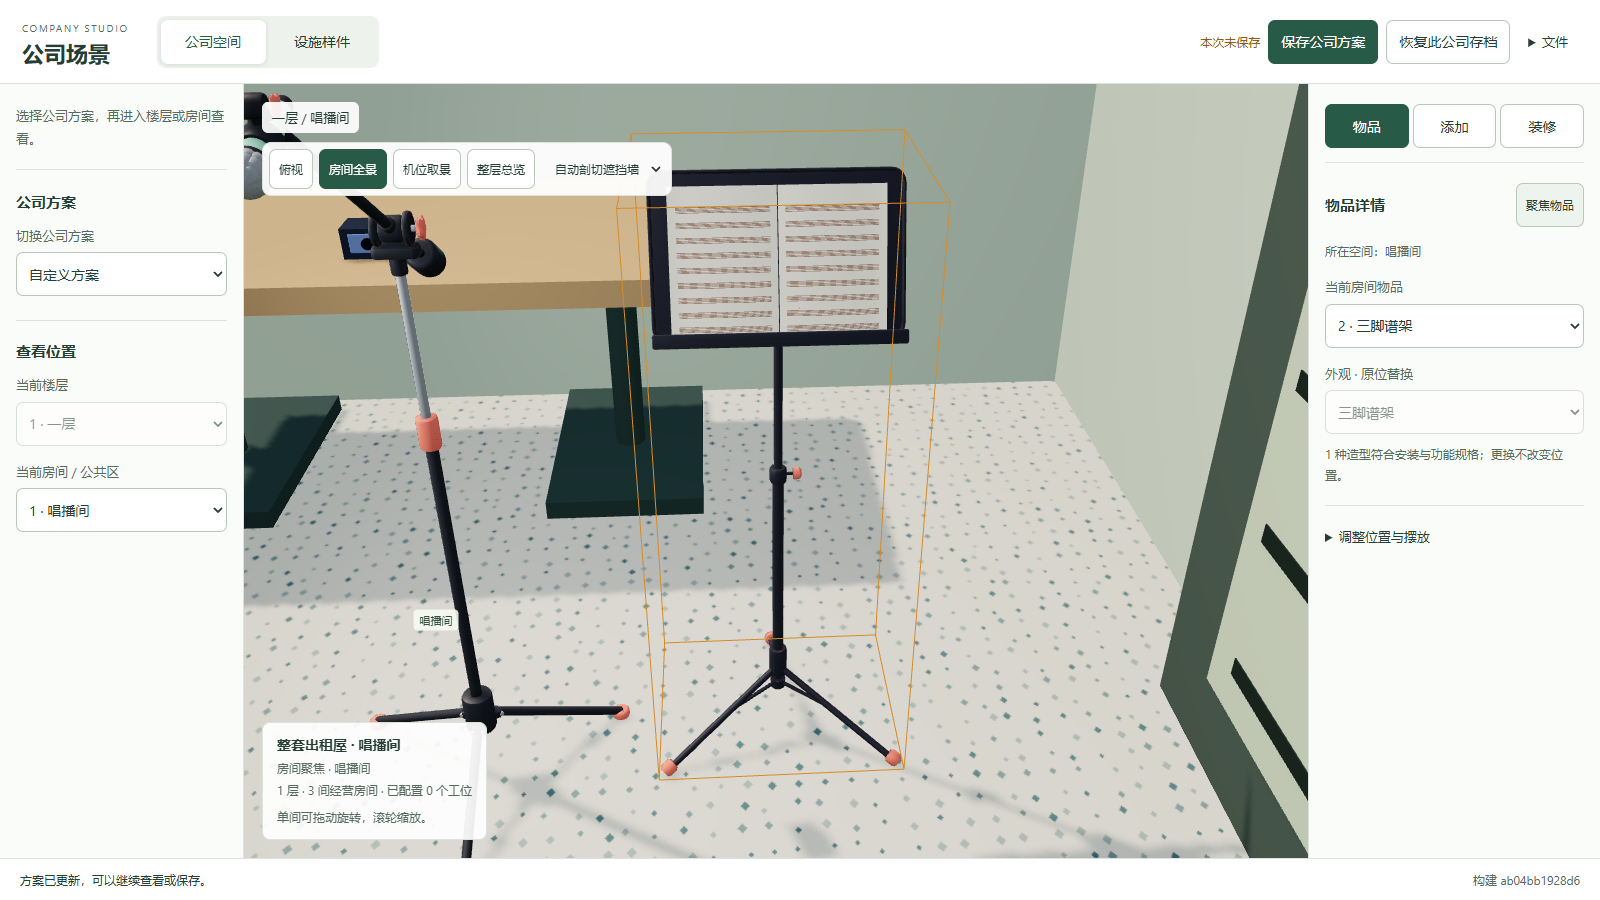 COMPANY STUDIO
公司场景
公司空间
设施样件
本次未保存
保存公司方案
恢复此公司存档
▶ 文件
选择公司方案，再进入楼层或房间查看。
公司方案
切换公司方案
自定义方案
查看位置
当前楼层
1 · 一层
当前房间 / 公共区
1 · 唱播间
一层 / 唱播间
俯视
房间全景
机位取景
整层总览
自动剖切遮挡墙
唱播间
整套出租屋 · 唱播间
房间聚焦 · 唱播间
1 层 · 3 间经营房间 · 已配置 0 个工位
单间可拖动旋转，滚轮缩放。
物品
添加
装修
物品详情
聚焦物品
所在空间：唱播间
当前房间物品
2 · 三脚谱架
外观 · 原位替换
三脚谱架
1 种造型符合安装与功能规格；更换不改变位置。
▶ 调整位置与摆放
方案已更新，可以继续查看或保存。
构建 ab04bb1928d6